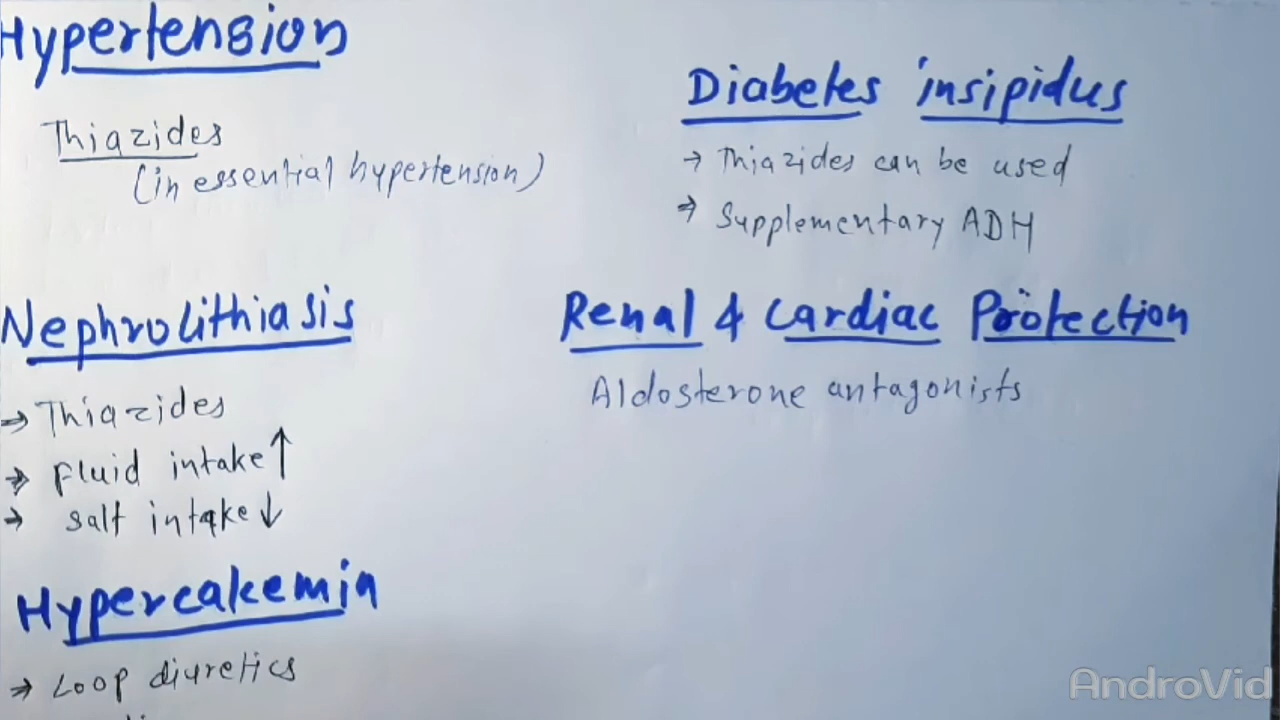 Hypertension
Thiazides
(in essential hypertension)
Nephrolithiasis
→ Thiazides
→ fluid intake ↑
→ salt intake ↓
Hypercakemia
→ Loop diuretics
Diabetes insipidus
→ Thiazides can be used
→ Supplementary ADH
Renal & Cardiac Protection
Aldosterone antagonists
AndroVid